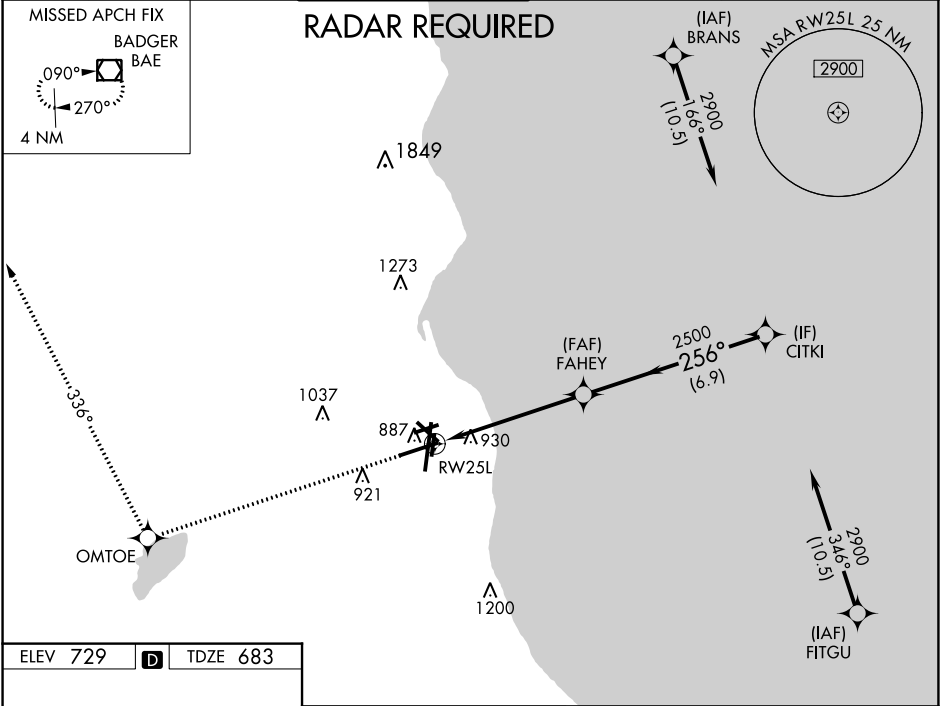 MISSED APCH FIX
BADGER
BAE
090°
270°
4 NM
RADAR REQUIRED
(IAF)
BRANS
2900
166°
(10.5)
MSA RW25L 25 NM
2900
1849
1273
(FAF)
FAHEY
2500
256°
(6.9)
(IF)
CITKI
336°
1037
887
930
RW25L
921
OMTOE
1200
2900
346°
(10.5)
(IAF)
FITGU
ELEV 729 D TDZE 683